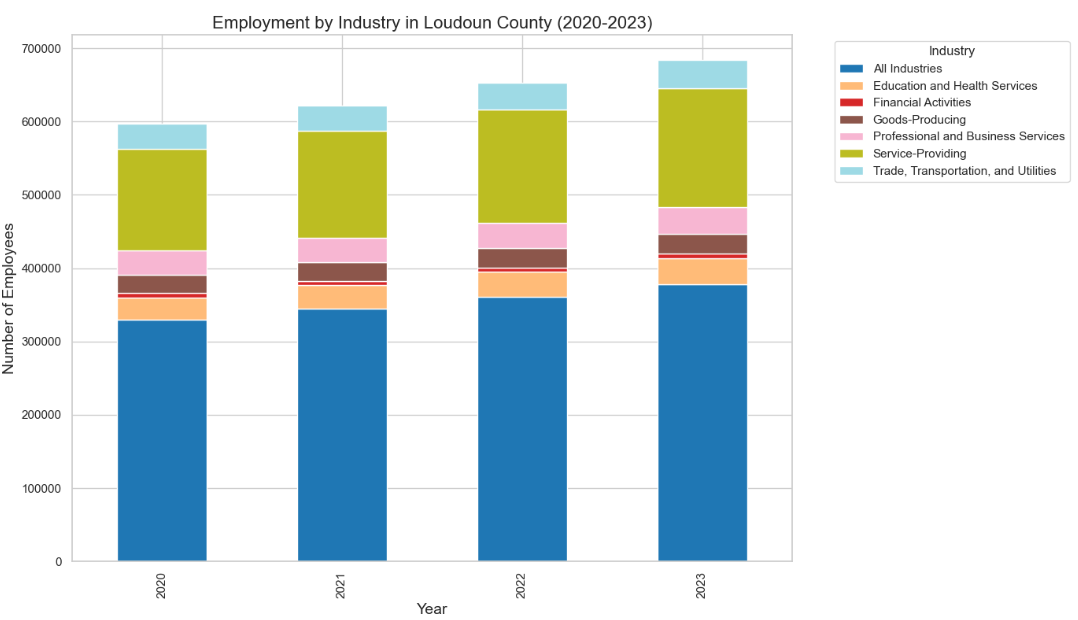 Employment by Industry in Loudoun County (2020-2023)
700000
600000
500000
400000
300000
200000
100000
0
Number of Employees
2020
2021
2022
2023
Year
Industry
All Industries
Education and Health Services
Financial Activities
Goods-Producing
Professional and Business Services
Service-Providing
Trade, Transportation, and Utilities